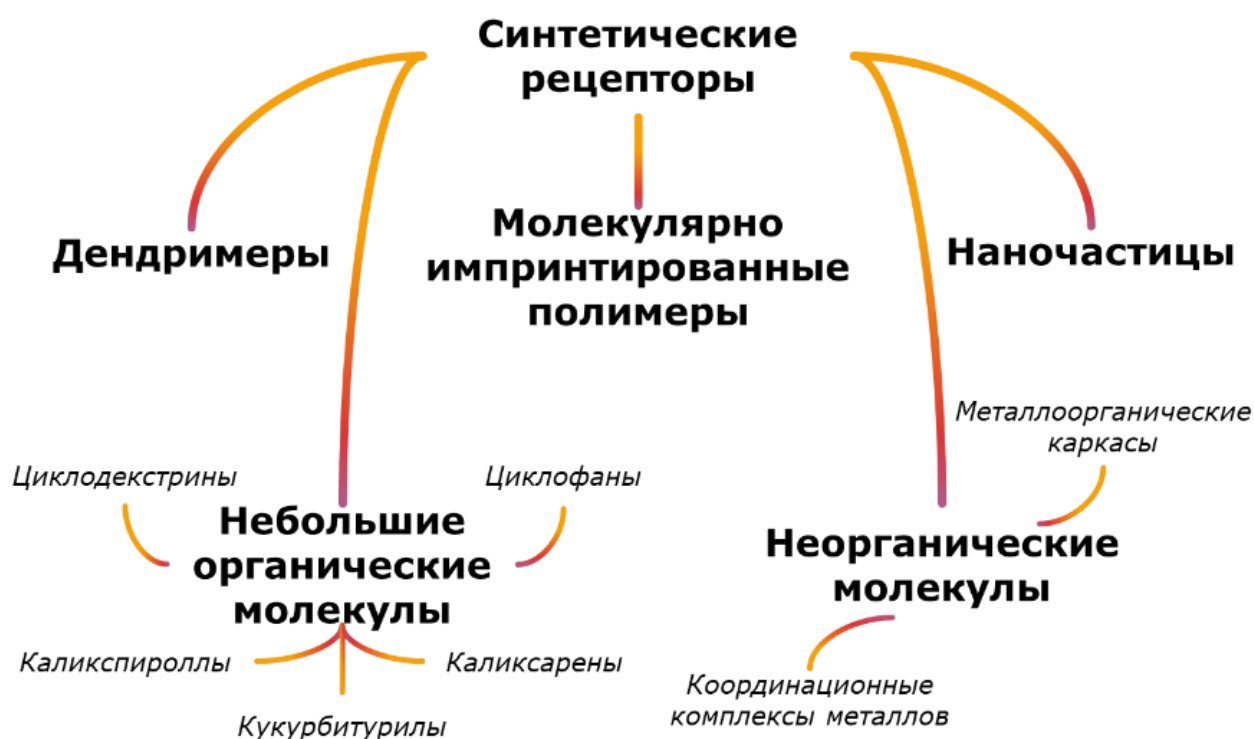 Синтетические
рецепторы
Дендримеры
Молекулярно
импринтированные
полимеры
Наночастицы
Металлоорганические
каркасы
Циклодекстрины
Циклофаны
Небольшие
органические
молекулы
Неорганические
молекулы
Каликспироллы
Каликсарены
Кукурбитурилы
Координационные
комплексы металлов